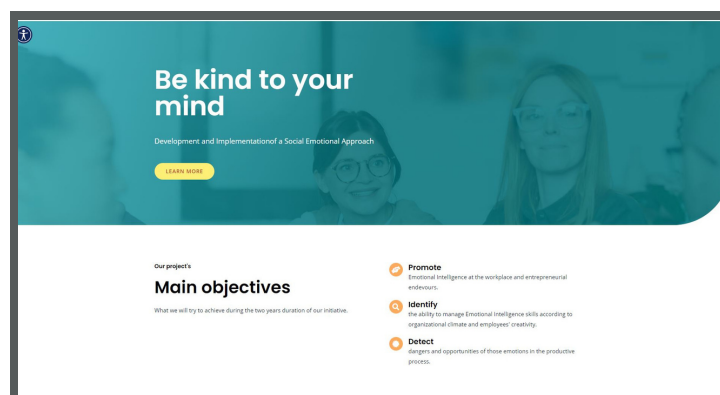 Be kind to your
mind
Development and Implementationof a Social Emotional Approach
LEARN MORE
Our project's
Main objectives
What we will try to achieve during the two years duration of our initiative.
Promote
Emotional Intelligence at the workplace and entrepreneurial
endevours.
Identify
the ability to manage Emotional Intelligence skills according to
organizational climate and employees' creativity.
Detect
dangers and opportunities of those emotions in the productive
process.